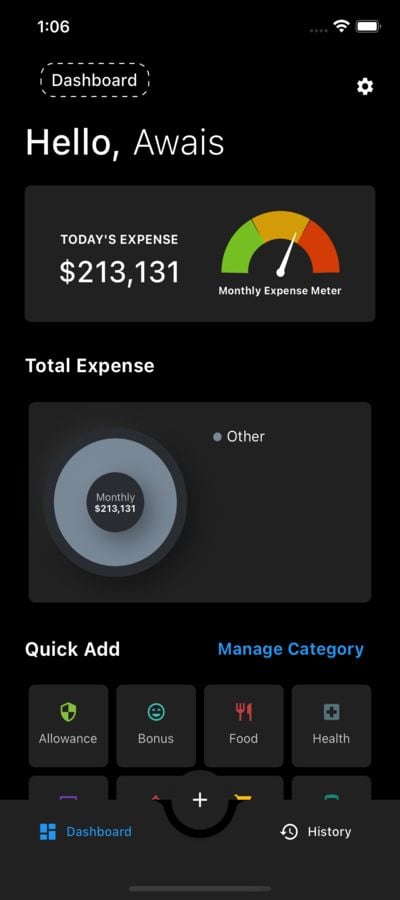 1:06
Dashboard
Hello, Awais
TODAY'S EXPENSE
$213,131
Monthly Expense Meter
Total Expense
Other
Monthly
$213,131
Quick Add
Manage Category
Allowance
Bonus
Food
Health
Dashboard
History